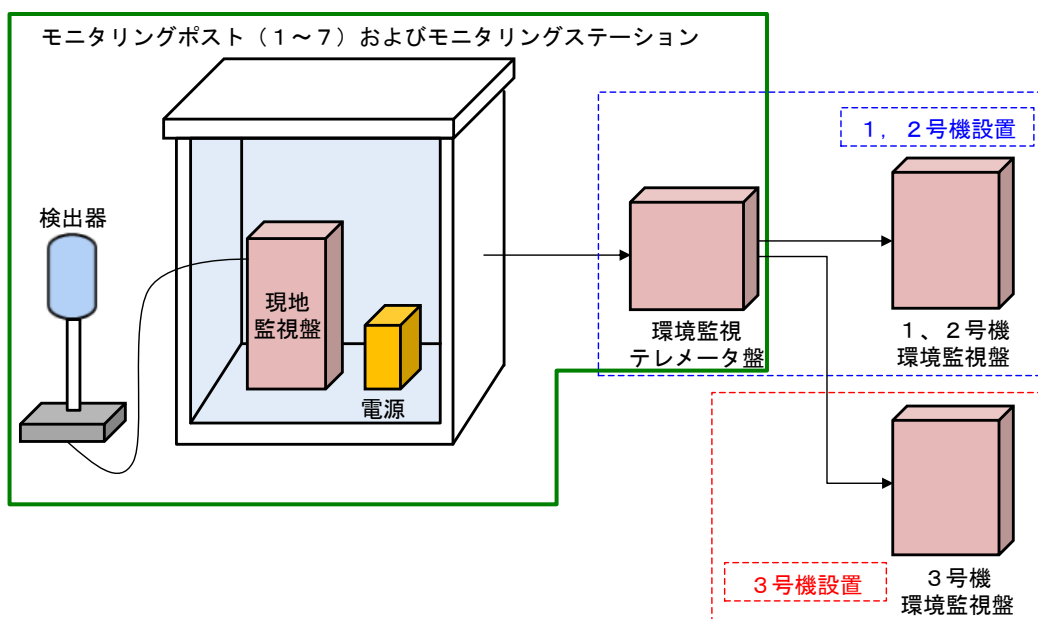 モニタリングポスト（１～７）およびモニタリングステーション
１，２号機設置
検出器
現地
監視盤
電源
環境監視
テレメータ盤
１、２号機
環境監視盤
３号機設置
３号機
環境監視盤